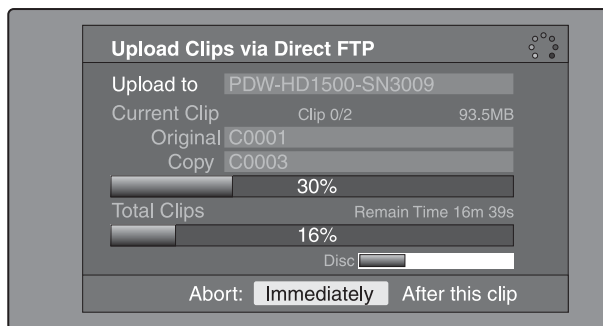 Upload Clips via Direct FTP
Upload to PDW-HD1500-SN3009
Current Clip Clip 0/2 93.5MB
Original C0001
Copy C0003
30%
Total Clips Remain Time 16m 39s
16%
Disc
Abort: Immediately After this clip